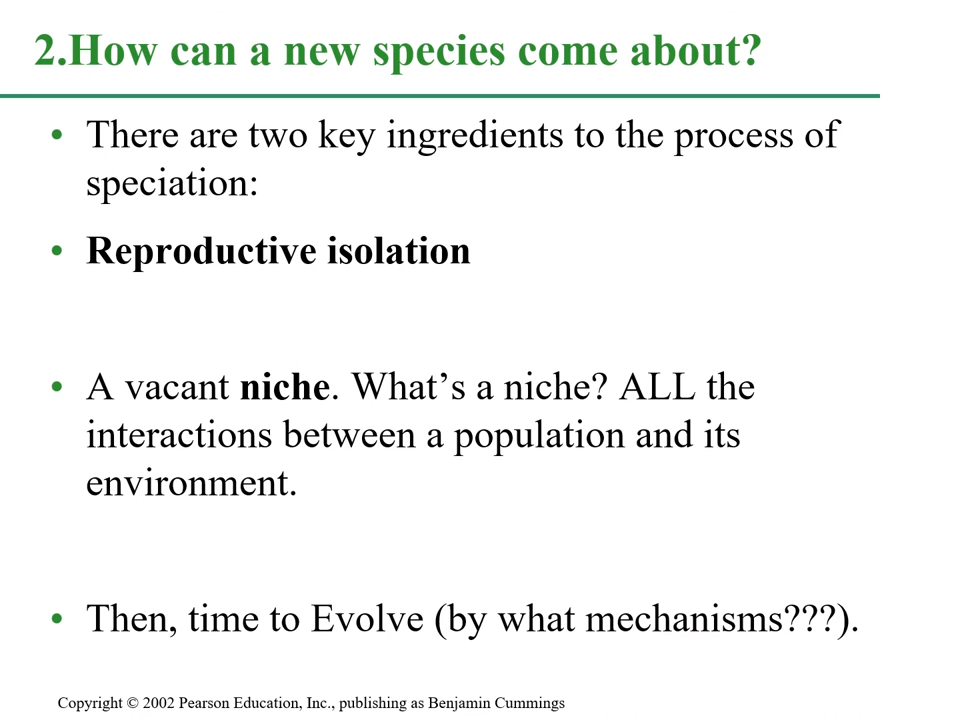 2.How can a new species come about?
• There are two key ingredients to the process of
speciation:
• Reproductive isolation
• A vacant niche. What’s a niche? ALL the
interactions between a population and its
environment.
• Then, time to Evolve (by what mechanisms???).
Copyright © 2002 Pearson Education, Inc., publishing as Benjamin Cummings